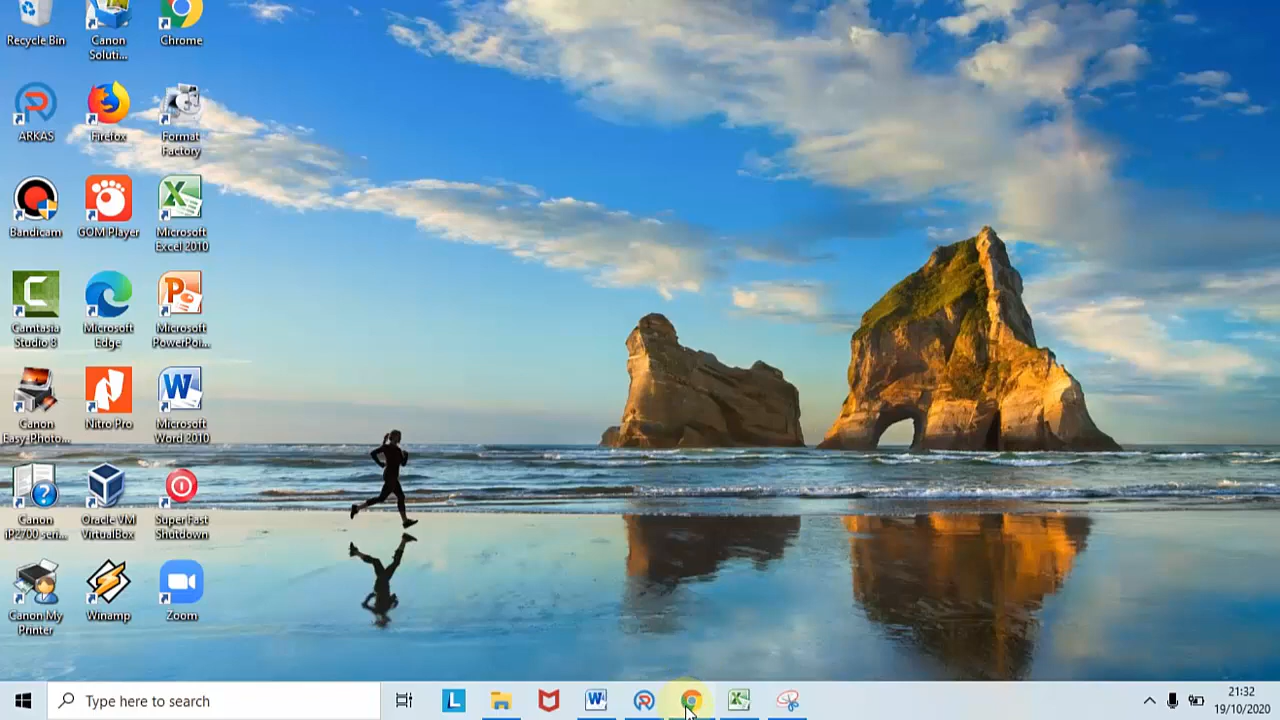 Recycle Bin
Canon
Soluti...
Chrome
ARKAS
Firefox
Format
Factory
Bandicam
GOM Player
Microsoft
Excel 2010
Camtasia
Studio 8
Microsoft
Edge
Microsoft
PowerPoi...
Canon
Easy-Photo...
Nitro Pro
Microsoft
Word 2010
Canon
iP2700 seri...
Oracle VM
VirtualBox
Super Fast
Shutdown
Canon My
Printer
Winamp
Zoom
Type here to search
21:32
19/10/2020